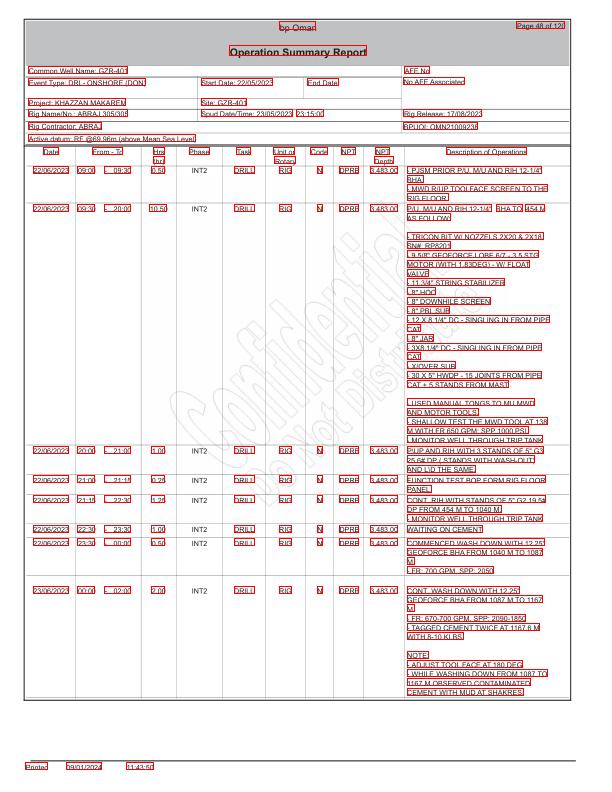 bp Oman
Page 48 of 120
Operation Summary Report
Common Well Name: GZR-401
AFE No
Event Type: DRL- ONSHORE (DON)
Start Date: 22/05/2023
End Date
No AFE Associated
Project: KHAZZAN MAKAREM
Site: GZR-401
Rig Name/No.: ABRAJ 305/305
Spud Date/Time: 23/05/2023 23:15:00
Rig Release: 17/08/2023
Rig Contractor: ABRAJ
BPUOI: OMN21009236
Active datum: RF @69.96m (above Mean Sea Level)
Date From - To Hrs (hr) Phase Task Unit or Rotary Code NPT NPT Depth Description of Operations
22/06/2023 09:00 - 09:30 0.50 INT2 DRILL RIG N DPRB 3,483.00 - PJSM PRIOR P/U, M/U AND RIH 12-1/4"
BHA.
- MWD R/UP TOOLFACE SCREEN TO THE
RIG FLOOR.
22/06/2023 09:30 - 20:00 10.50 INT2 DRILL RIG N DPRB 3,483.00 P/U, M/U AND RIH 12-1/4" BHA TO 454 M
AS FOLLOW:
- TRICON BIT W/ NOZZELS 2X20 & 2X18,
SN#: RP8201
- 9.5/8" GEOFORCE LOBE 6/7 - 3.5 STG
MOTOR (WITH 1.83DEG) - W/ FLOAT
VALVE
- 11.3/4" STRING STABILIZER
- 8" HOC
- 8" DOWNHILE SCREEN
- 8" PBL SUB
- 12 X 8.1/4" DC - SINGLING IN FROM PIPE
CAT
- 8" JAR
- 3X8.1/4" DC - SINGLING IN FROM PIPE
CAT
- X/OVER SUB
- 30 X 5" HWDP - 15 JOINTS FROM PIPE
CAT + 5 STANDS FROM MAST
- USED MANUAL TONGS TO MU MWD
AND MOTOR TOOLS.
- SHALLOW TEST THE MWD TOOL AT 138
M WITH FR 650 GPM; SPP 1000 PSI.
- MONITOR WELL THROUGH TRIP TANK
22/06/2023 20:00 - 21:00 1.00 INT2 DRILL RIG N DPRB 3,483.00 P/UP AND RIH WITH 3 STANDS OF 5" G3
25.6# DP ( STANDS WITH WASH-OUT)
AND L\D THE SAME.
22/06/2023 21:00 - 21:15 0.25 INT2 DRILL RIG N DPRB 3,483.00 FUNCTION TEST BOP FORM RIG FLOOR
PANEL.
22/06/2023 21:15 - 22:30 1.25 INT2 DRILL RIG N DPRB 3,483.00 CONT. RIH WITH STANDS OF 5" G2 19.5#
DP FROM 454 M TO 1040 M.
- MONITOR WELL THROUGH TRIP TANK
22/06/2023 22:30 - 23:30 1.00 INT2 DRILL RIG N DPRB 3,483.00 WAITING ON CEMENT
22/06/2023 23:30 - 00:00 0.50 INT2 DRILL RIG N DPRB 3,483.00 COMMENCED WASH DOWN WITH 12.25"
GEOFORCE BHA FROM 1040 M TO 1087
M
- FR: 700 GPM, SPP: 2050
23/06/2023 00:00 - 02:00 2.00 INT2 DRILL RIG N DPRB 3,483.00 CONT. WASH DOWN WITH 12.25"
GEOFORCE BHA FROM 1087 M TO 1167
M
- FR: 670-700 GPM, SPP: 2090-1850
- TAGGED CEMENT TWICE AT 1167.6 M
WITH 8-10 KLBS
NOTE:
- ADJUST TOOL FACE AT 180 DEG
- WHILE WASHING DOWN FROM 1087 TO
1167 M OBSERVED CONTAMINATED
CEMENT WITH MUD AT SHAKRES.
Confidential
Do Not Distribute
Printed 09/01/2024 11:43:50